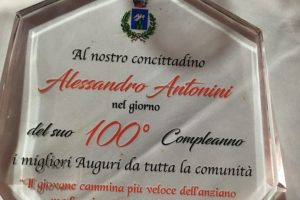 Al nostro concittadino
Alessandro Antonini
nel giorno
del suo 100° Compleanno
i migliori Auguri da tutta la comunità
" Il giovane cammina più veloce dell'anziano